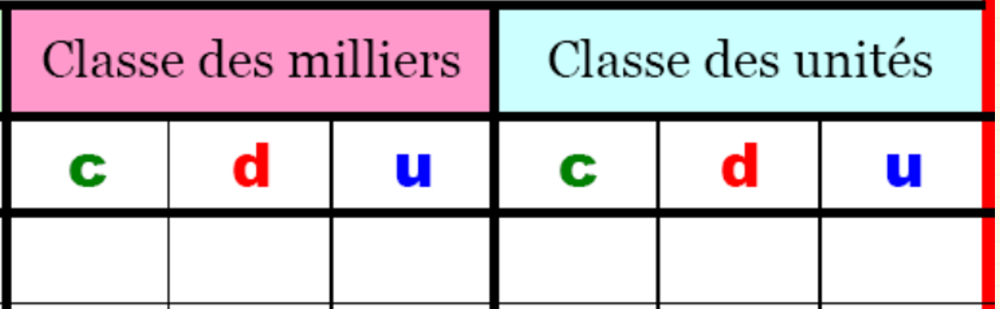 Classe des milliers Classe des unités
c d u c d u